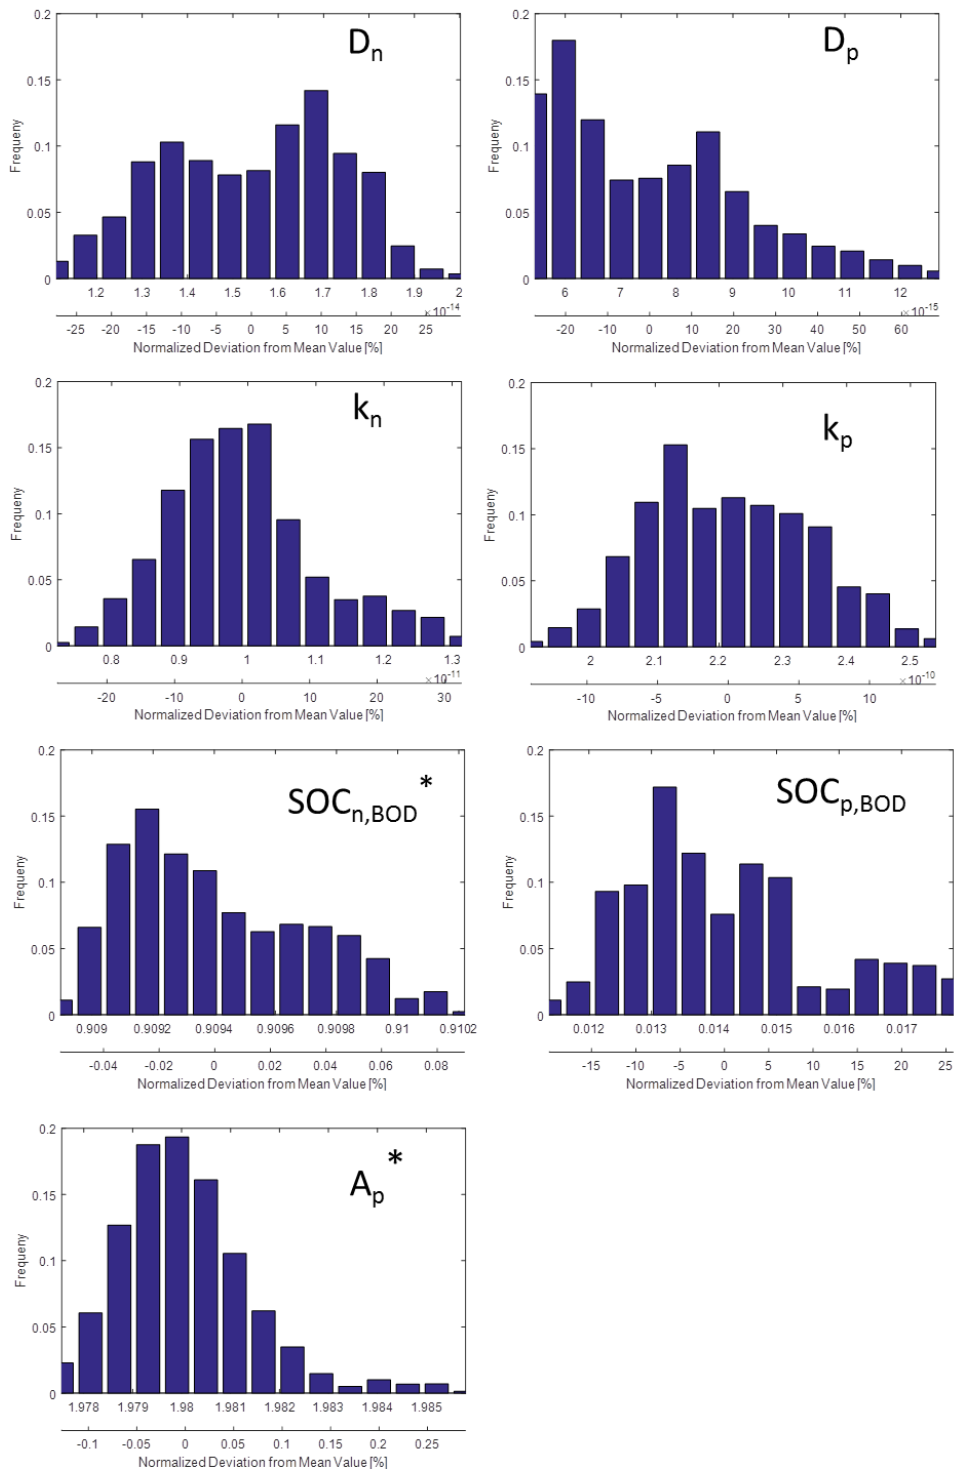 D_n
0.2
0.15
0.1
0.05
0
Frequeny
1.2 1.3 1.4 1.5 1.6 1.7 1.8 1.9 2
×10^-14
-25 -20 -15 -10 -5 0 5 10 15 20 25
Normalized Deviation from Mean Value [%]
D_p
0.2
0.15
0.1
0.05
0
Frequeny
6 7 8 9 10 11 12
×10^-15
-20 -10 0 10 20 30 40 50 60
Normalized Deviation from Mean Value [%]
k_n
0.2
0.15
0.1
0.05
0
Frequeny
0.8 0.9 1 1.1 1.2 1.3
×10^-11
-20 -10 0 10 20 30
Normalized Deviation from Mean Value [%]
k_p
0.2
0.15
0.1
0.05
0
Frequeny
2 2.1 2.2 2.3 2.4 2.5
×10^-10
-10 -5 0 5 10
Normalized Deviation from Mean Value [%]
SOC_n,BOD*
0.2
0.15
0.1
0.05
0
Frequeny
0.909 0.9092 0.9094 0.9096 0.9098 0.91 0.9102
-0.04 -0.02 0 0.02 0.04 0.06 0.08
Normalized Deviation from Mean Value [%]
SOC_p,BOD
0.2
0.15
0.1
0.05
0
Frequeny
0.012 0.013 0.014 0.015 0.016 0.017
-15 -10 -5 0 5 10 15 20 25
Normalized Deviation from Mean Value [%]
A_p*
0.2
0.15
0.1
0.05
0
Frequeny
1.978 1.979 1.98 1.981 1.982 1.983 1.984 1.985
-0.1 -0.05 0 0.05 0.1 0.15 0.2 0.25
Normalized Deviation from Mean Value [%]